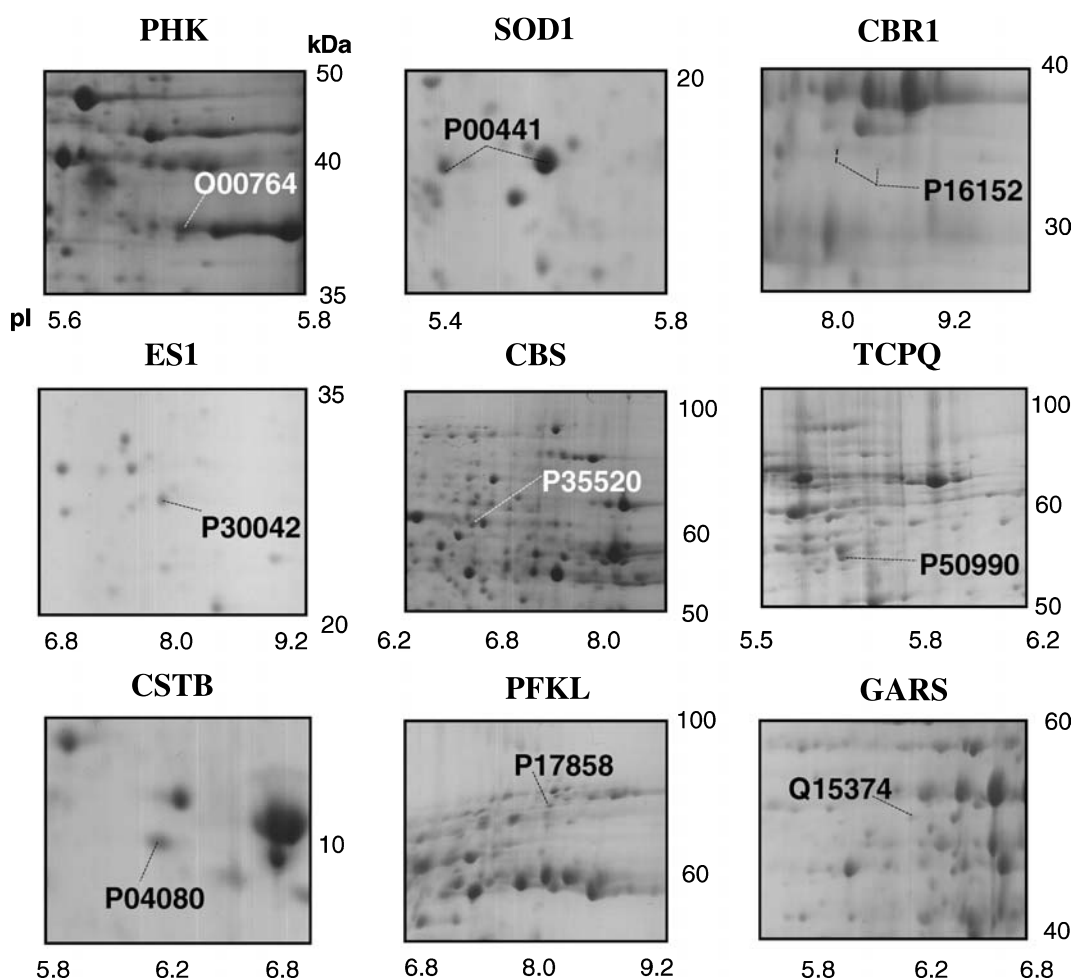 PHK
SOD1
CBR1
kDa
50
20
40
P00441
40
O00764
P16152
30
35
pI
5.6
5.8
5.4
5.8
8.0
9.2
ES1
CBS
TCPQ
35
100
100
P35520
P30042
60
60
P50990
20
50
50
6.8
8.0
9.2
6.2
6.8
8.0
5.5
5.8
6.2
CSTB
PFKL
GARS
100
60
P17858
Q15374
10
60
P04080
40
5.8
6.2
6.8
6.8
8.0
9.2
5.8
6.2
6.8